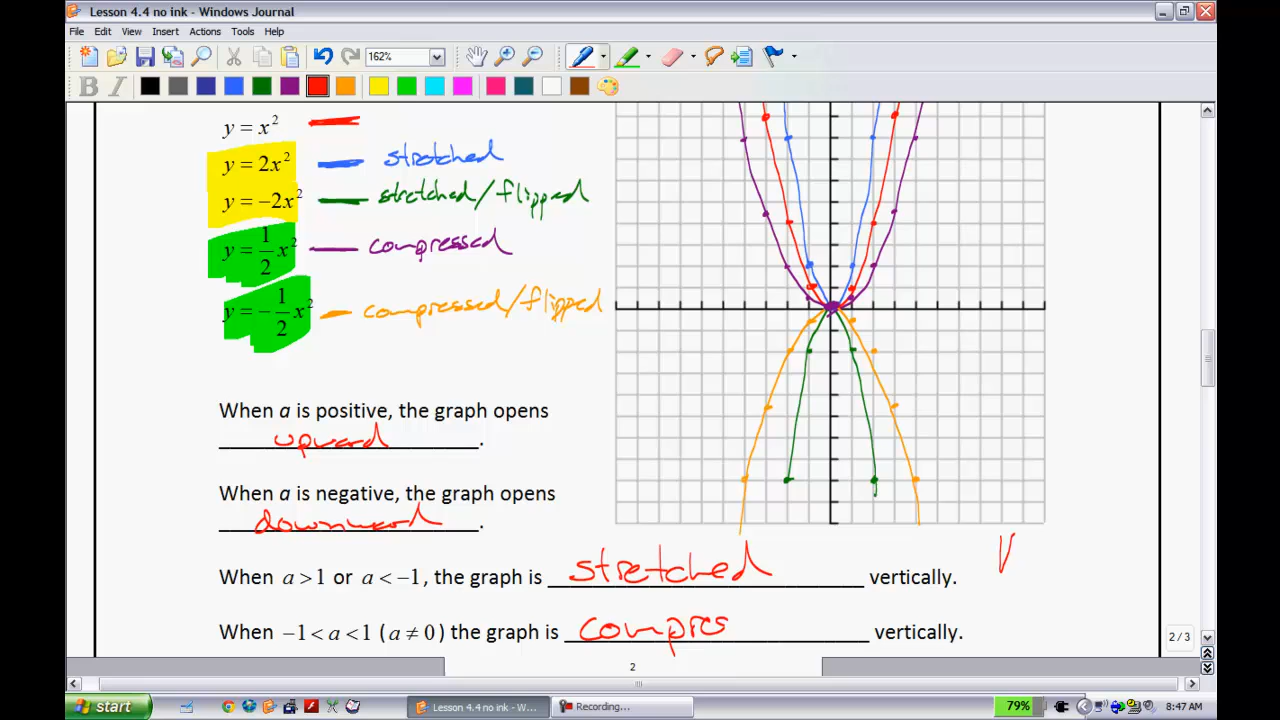 Lesson 4.4 no ink - Windows Journal
File Edit View Insert Actions Tools Help
162%
B I
y = x²
y = 2x² stretched
y = -2x² stretched/flipped
y = 1/2 x² compressed
y = -1/2 x² compressed/flipped
When a is positive, the graph opens
upward.
When a is negative, the graph opens
downward.
When a > 1 or a < -1, the graph is stretched vertically.
When -1 < a < 1 (a ≠ 0) the graph is compres vertically.
2/3
2
start Lesson 4.4 no ink - W... Recording... 79% 8:47 AM